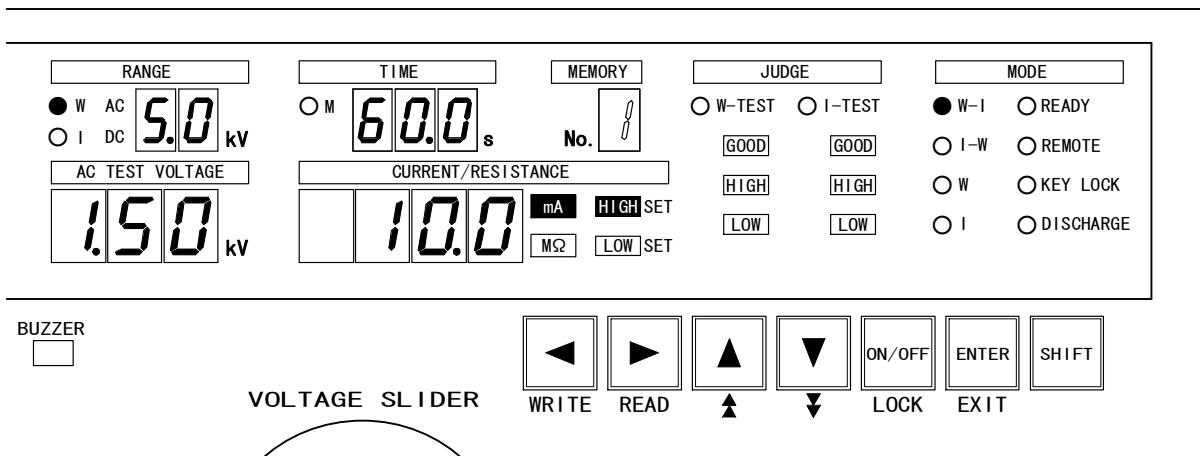 RANGE TIME MEMORY JUDGE MODE
W AC 5.0 kV M 60.0 s No. 1 W-TEST I-TEST W-I READY
I DC GOOD GOOD I-W REMOTE
AC TEST VOLTAGE CURRENT/RESISTANCE HIGH HIGH W KEY LOCK
1.50 kV 10.0 mA HIGH SET LOW LOW I DISCHARGE
MΩ LOW SET
BUZZER
ON/OFF ENTER SHIFT
VOLTAGE SLIDER WRITE READ LOCK EXIT